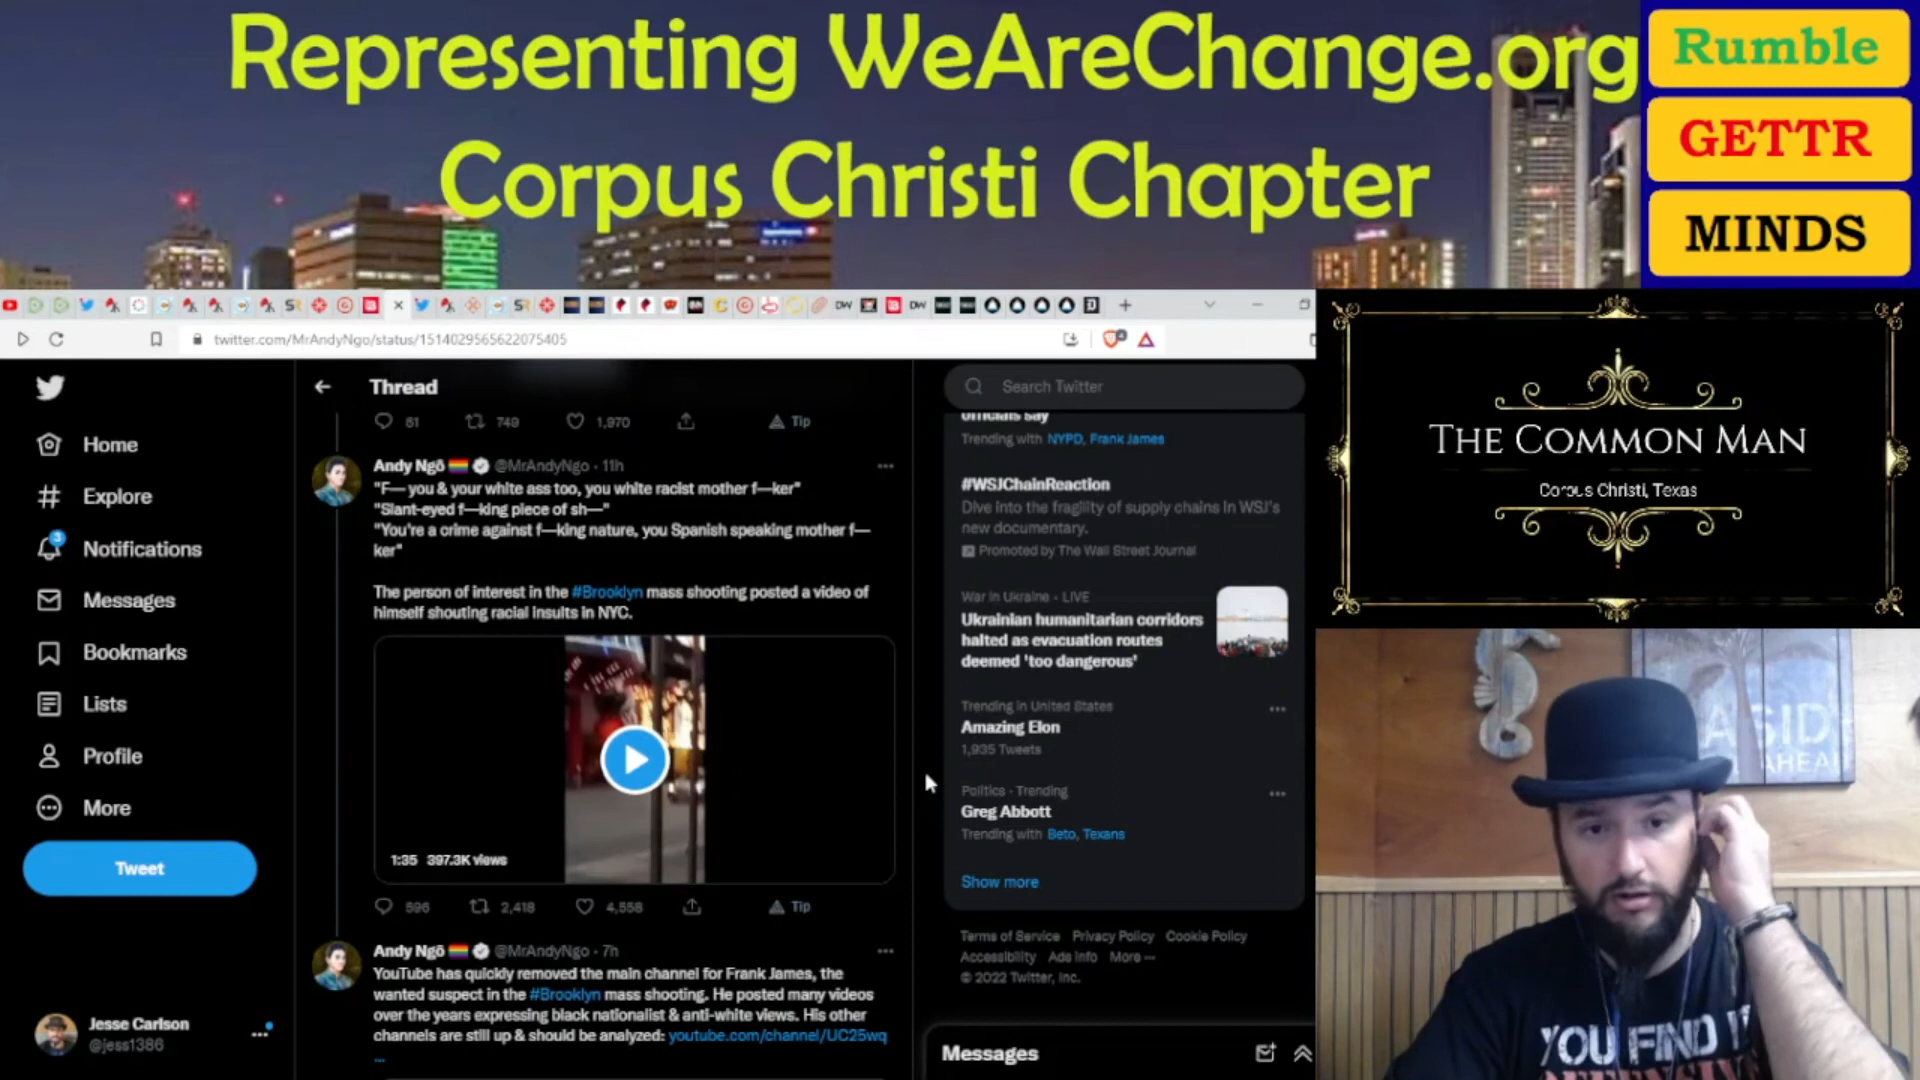 Representing WeAreChange.org
Corpus Christi Chapter
Rumble
GETTR
MINDS
twitter.com/MrAndyNgo/status/1514029565622075405
Home
Explore
3
Notifications
Messages
Bookmarks
Lists
Profile
More
Tweet
Jesse Carlson
@jess1386
Thread
61 749 1,970 Tip
Andy Ngô @MrAndyNgo · 11h
"F— you & your white ass too, you white racist mother f—ker"
"Slant-eyed f—king piece of sh—"
"You're a crime against f—king nature, you Spanish speaking mother f—
ker"
The person of interest in the #Brooklyn mass shooting posted a video of
himself shouting racial insults in NYC.
1:35 397.3K views
596 2,418 4,558 Tip
Andy Ngô @MrAndyNgo · 7h
YouTube has quickly removed the main channel for Frank James, the
wanted suspect in the #Brooklyn mass shooting. He posted many videos
over the years expressing black nationalist & anti-white views. His other
channels are still up & should be analyzed: youtube.com/channel/UC25wq
...
Search Twitter
officials say
Trending with NYPD, Frank James
#WSJChainReaction
Dive into the fragility of supply chains in WSJ's
new documentary.
Promoted by The Wall Street Journal
War in Ukraine · LIVE
Ukrainian humanitarian corridors
halted as evacuation routes
deemed 'too dangerous'
Trending in United States
Amazing Elon
1,935 Tweets
Politics · Trending
Greg Abbott
Trending with Beto, Texans
Show more
Terms of Service Privacy Policy Cookie Policy
Accessibility Ads info More ...
© 2022 Twitter, Inc.
Messages
THE COMMON MAN
Corpus Christi, Texas
ASID
AHEA
YOU FIND